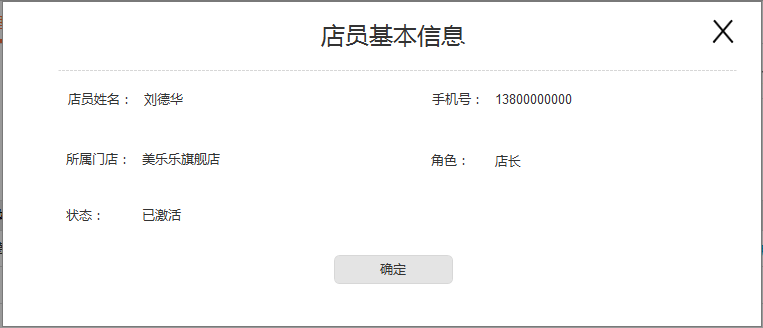 店员基本信息
店员姓名： 刘德华 手机号： 13800000000
所属门店： 美乐乐旗舰店 角色： 店长
状态： 已激活
确定